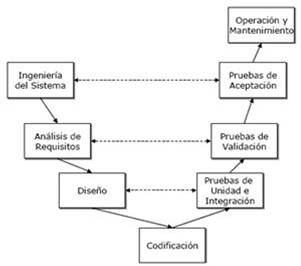 Operación y
Mantenimiento
Ingeniería
del Sistema
Pruebas de
Aceptación
Análisis de
Requisitos
Pruebas de
Validación
Diseño
Pruebas de
Unidad e
Integración
Codificación